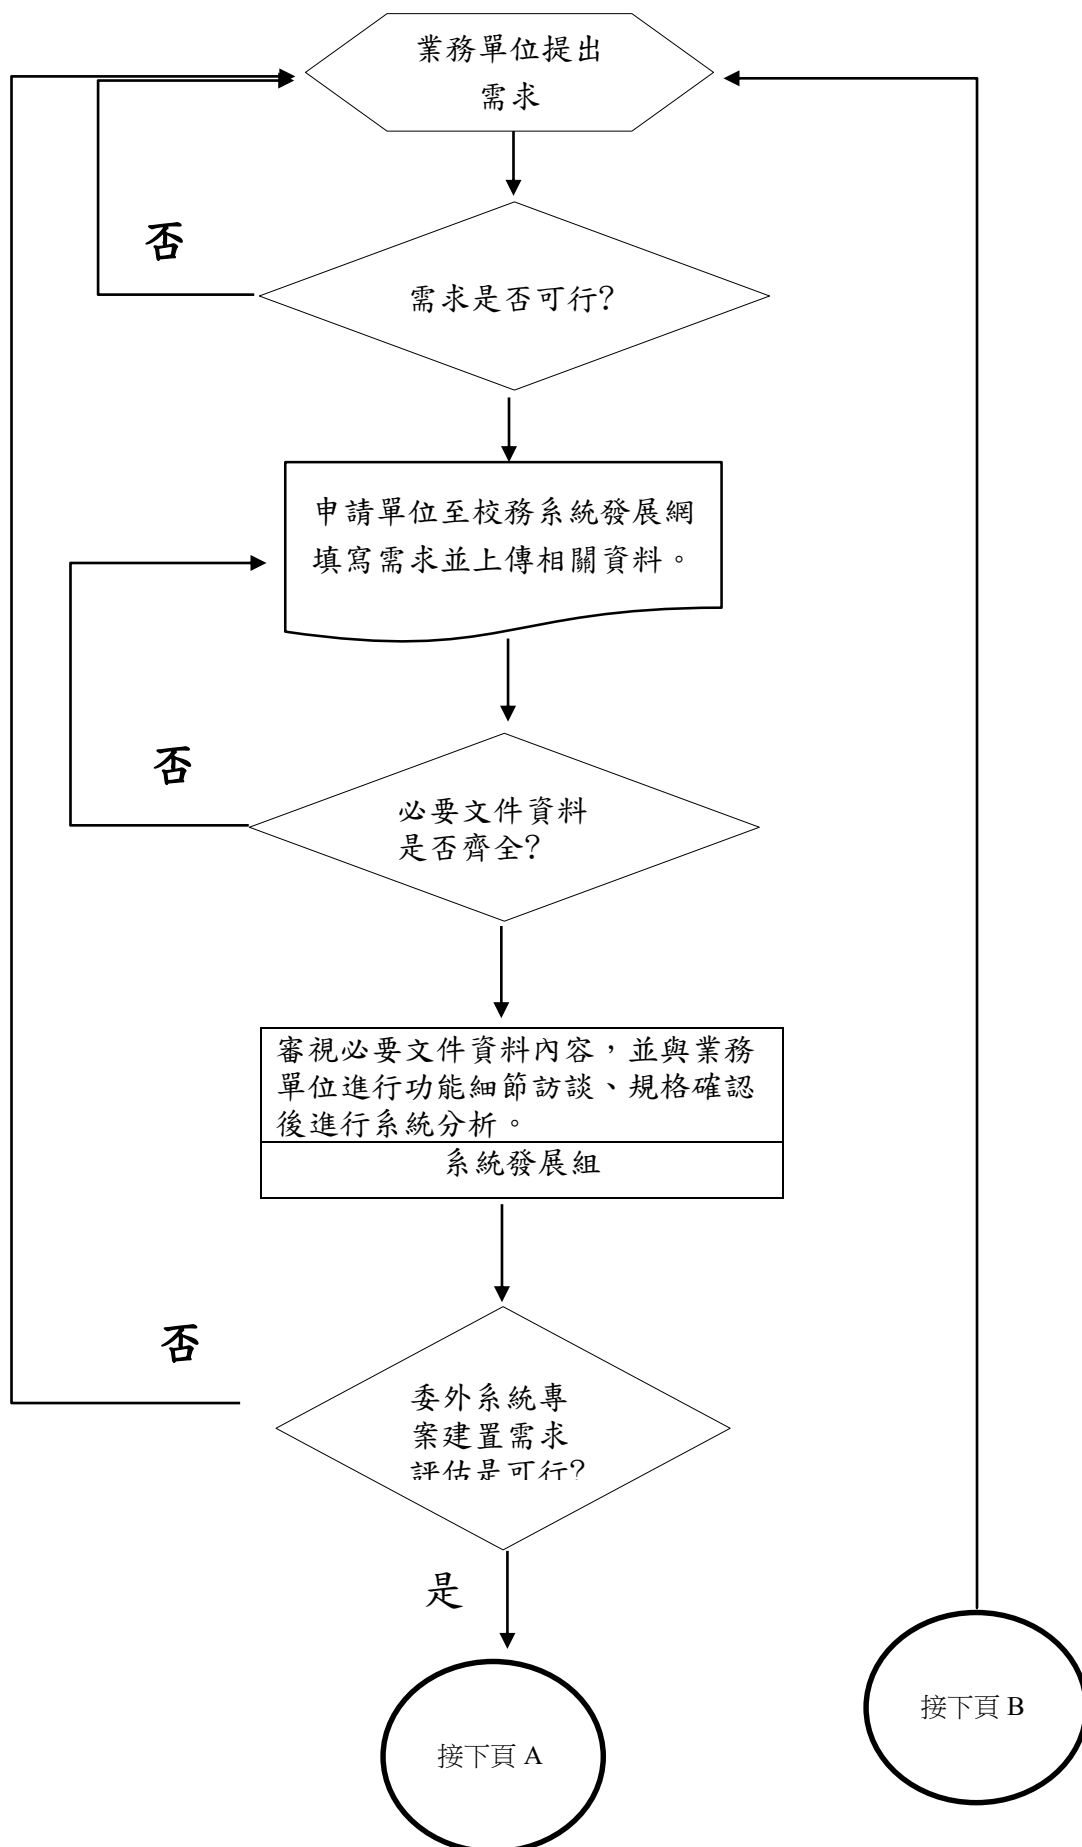 業務單位提出
需求
否
需求是否可行?
申請單位至校務系統發展網
填寫需求並上傳相關資料。
否
必要文件資料
是否齊全?
審視必要文件資料內容，並與業務
單位進行功能細節訪談、規格確認
後進行系統分析。
系統發展組
否
委外系統專
案建置需求
評估是可行?
是
接下頁 B
接下頁 A